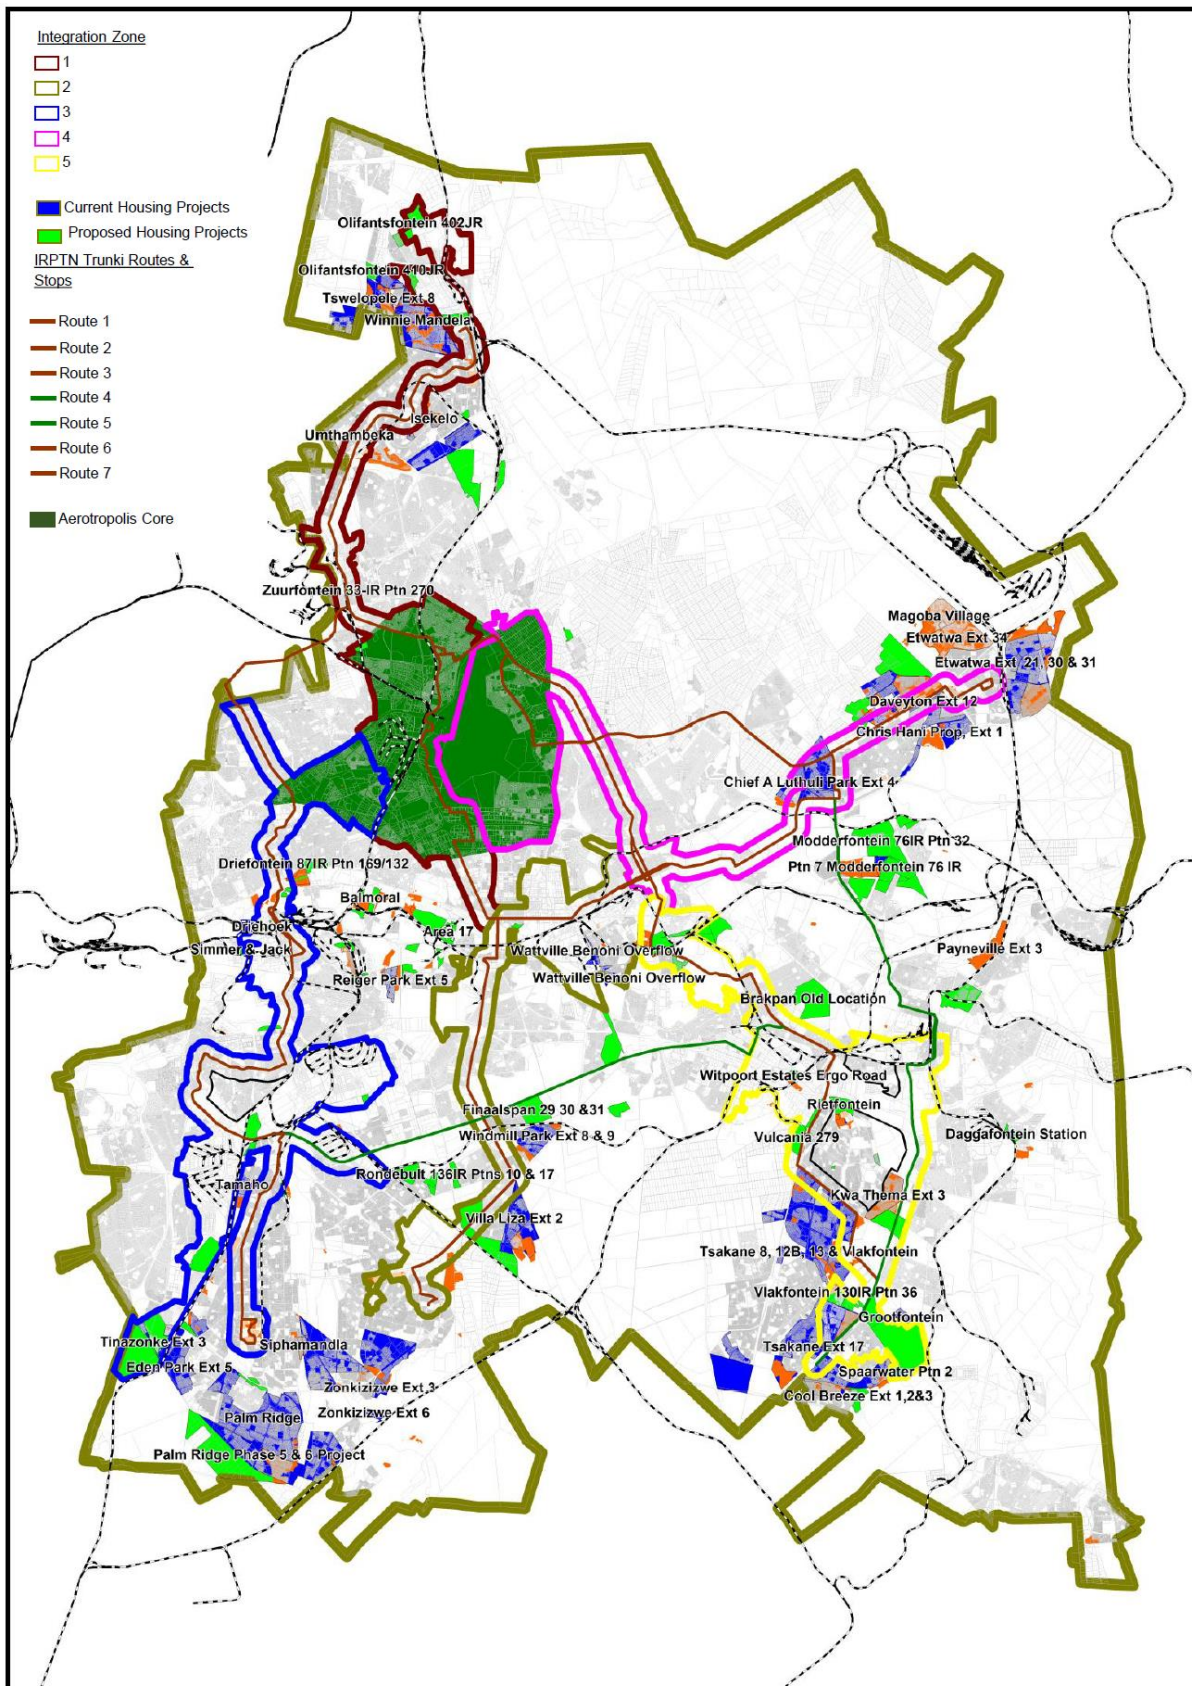 Integration Zone
1
2
3
4
5
Current Housing Projects
Proposed Housing Projects
IRPTN Trunki Routes &
Stops
Route 1
Route 2
Route 3
Route 4
Route 5
Route 6
Route 7
Aerotropolis Core
Olifantsfontein 402JR
Olifantsfontein 410JR
Tswelopele Ext 8
Winnie Mandela
Isekelo
Umthambeka
Zuurfontein 33-IR Ptn 270
Magoba Village
Etwatwa Ext 34
Etwatwa Ext 21, 30 & 31
Daveyton Ext 12
Chris Hani Prop, Ext 1
Chief A Luthuli Park Ext 4
Modderfontein 76IR Ptn 32
Ptn 7 Modderfontein 76 IR
Driefontein 87IR Ptn 169/132
Balmoral
Area 17
Driehoek
Simmer & Jack
Reiger Park Ext 5
Wattville Benoni Overflow
Wattville Benoni Overflow
Payneville Ext 3
Brakpan Old Location
Witpoort Estates Ergo Road
Rietfontein
Finaalspan 29 30 &31
Windmill Park Ext 8 & 9
Vulcania 279
Daggafontein Station
Rondebult 136IR Ptns 10 & 17
Tamaho
Kwa Thema Ext 3
Villa Liza Ext 2
Tsakane 8, 12B, 13 & Vlakfontein
Vlakfontein 130IR Ptn 36
Grootfontein
Tinazonke Ext 3
Siphamandla
Tsakane Ext 17
Eden Park Ext 5
Spaarwater Ptn 2
Zonkizizwe Ext 3
Cool Breeze Ext 1,2&3
Zonkizizwe Ext 6
Palm Ridge
Palm Ridge Phase 5 & 6 Project